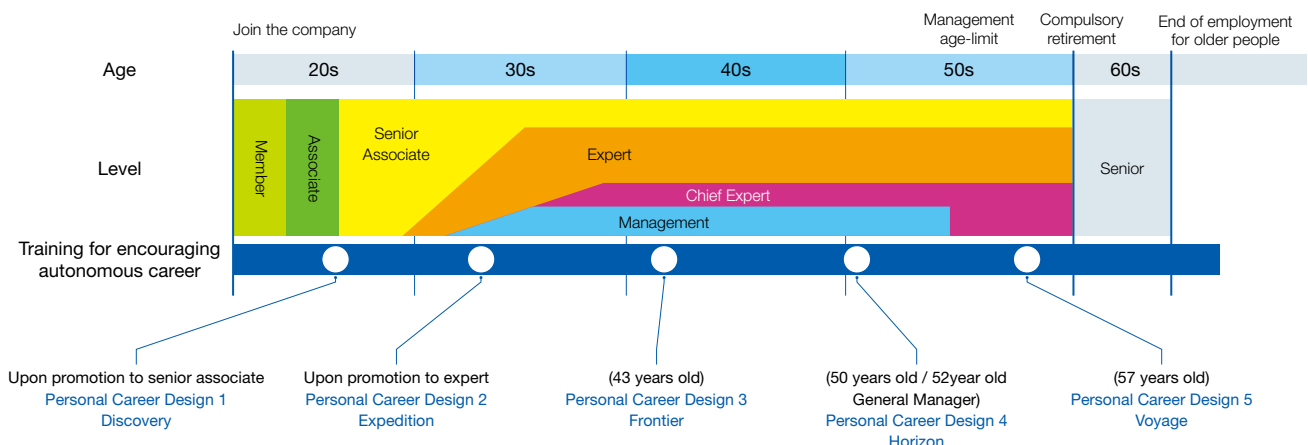 Join the company
Management
age-limit
Compulsory
retirement
End of employment
for older people
Age
20s
30s
40s
50s
60s
Level
Member
Associate
Senior
Associate
Expert
Chief Expert
Management
Senior
Training for encouraging
autonomous career
Upon promotion to senior associate
Personal Career Design 1
Discovery
Upon promotion to expert
Personal Career Design 2
Expedition
(43 years old)
Personal Career Design 3
Frontier
(50 years old / 52year old
General Manager)
Personal Career Design 4
Horizon
(57 years old)
Personal Career Design 5
Voyage